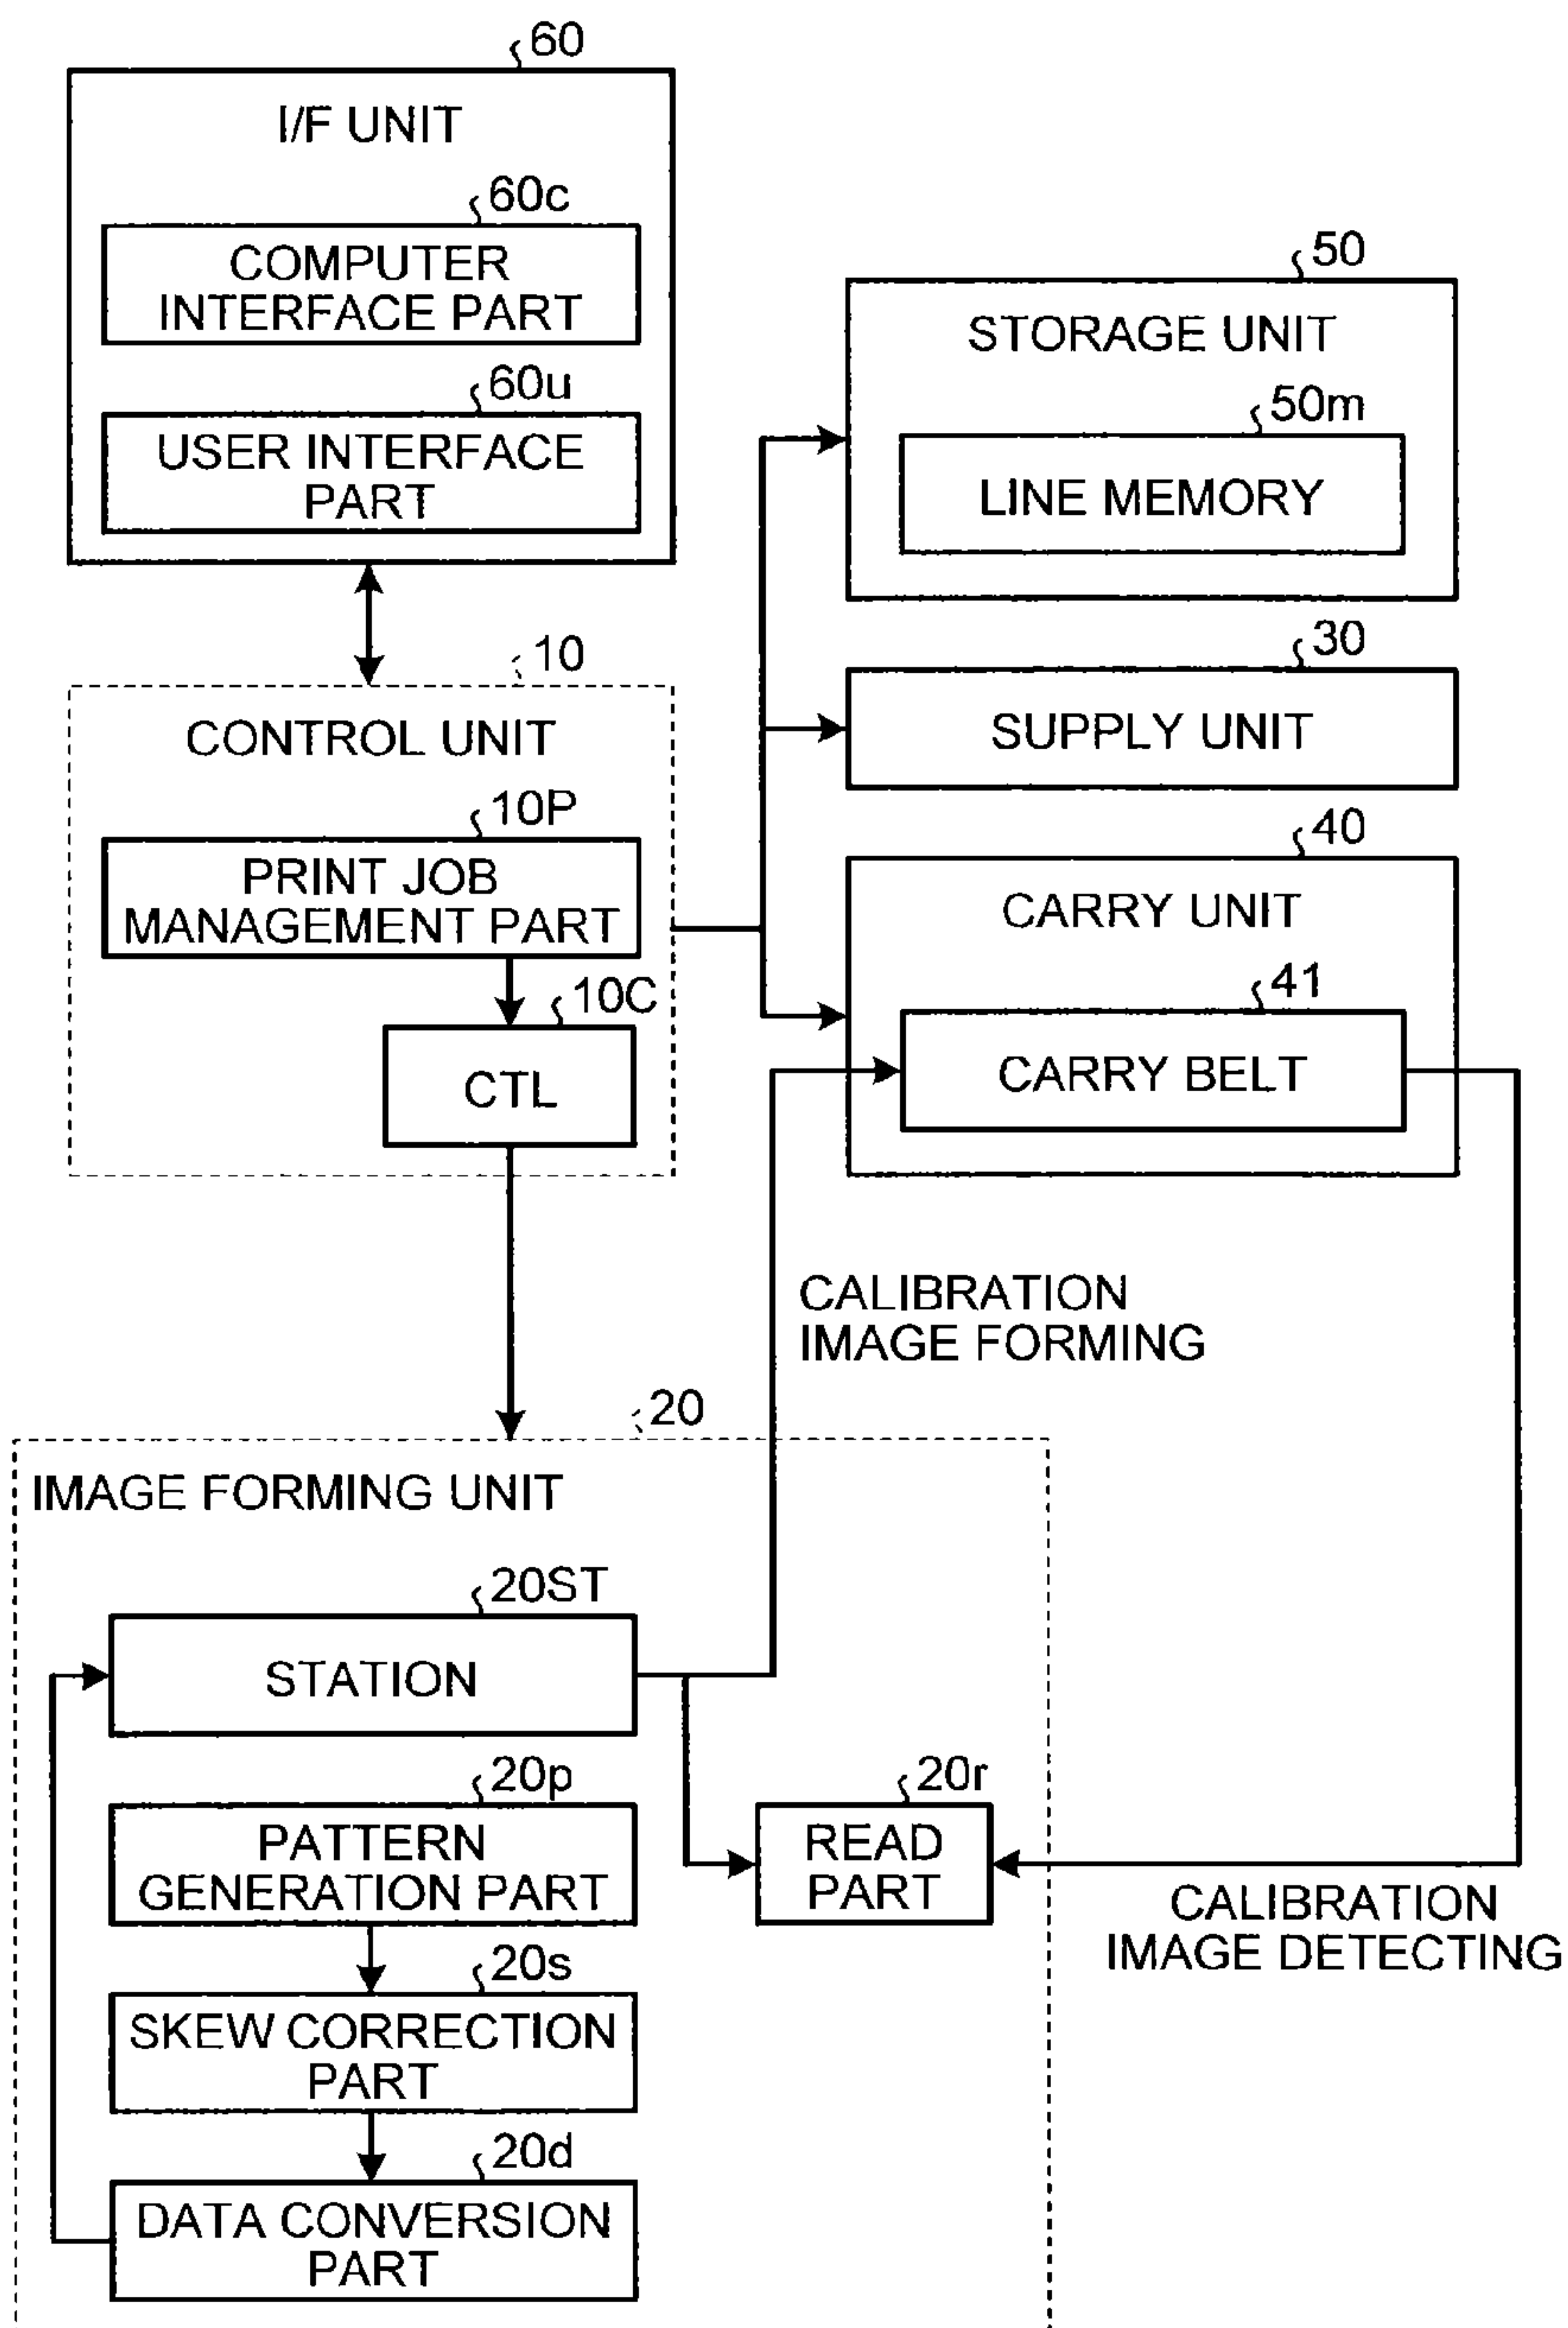 60
I/F UNIT
60c
COMPUTER
INTERFACE PART
60u
USER INTERFACE
PART
50
STORAGE UNIT
50m
LINE MEMORY
10
CONTROL UNIT
10P
PRINT JOB
MANAGEMENT PART
10C
CTL
30
SUPPLY UNIT
40
CARRY UNIT
41
CARRY BELT
CALIBRATION
IMAGE FORMING
20
IMAGE FORMING UNIT
20ST
STATION
20p
PATTERN
GENERATION PART
20r
READ
PART
CALIBRATION
IMAGE DETECTING
20s
SKEW CORRECTION
PART
20d
DATA CONVERSION
PART